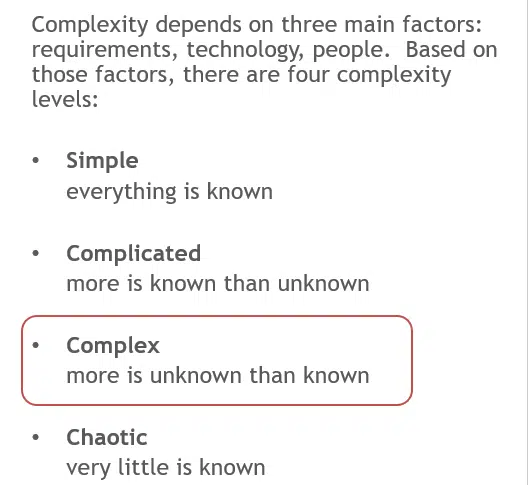 Complexity depends on three main factors:
requirements, technology, people.  Based on
those factors, there are four complexity
levels:
• Simple
everything is known
• Complicated
more is known than unknown
• Complex
more is unknown than known
• Chaotic
very little is known